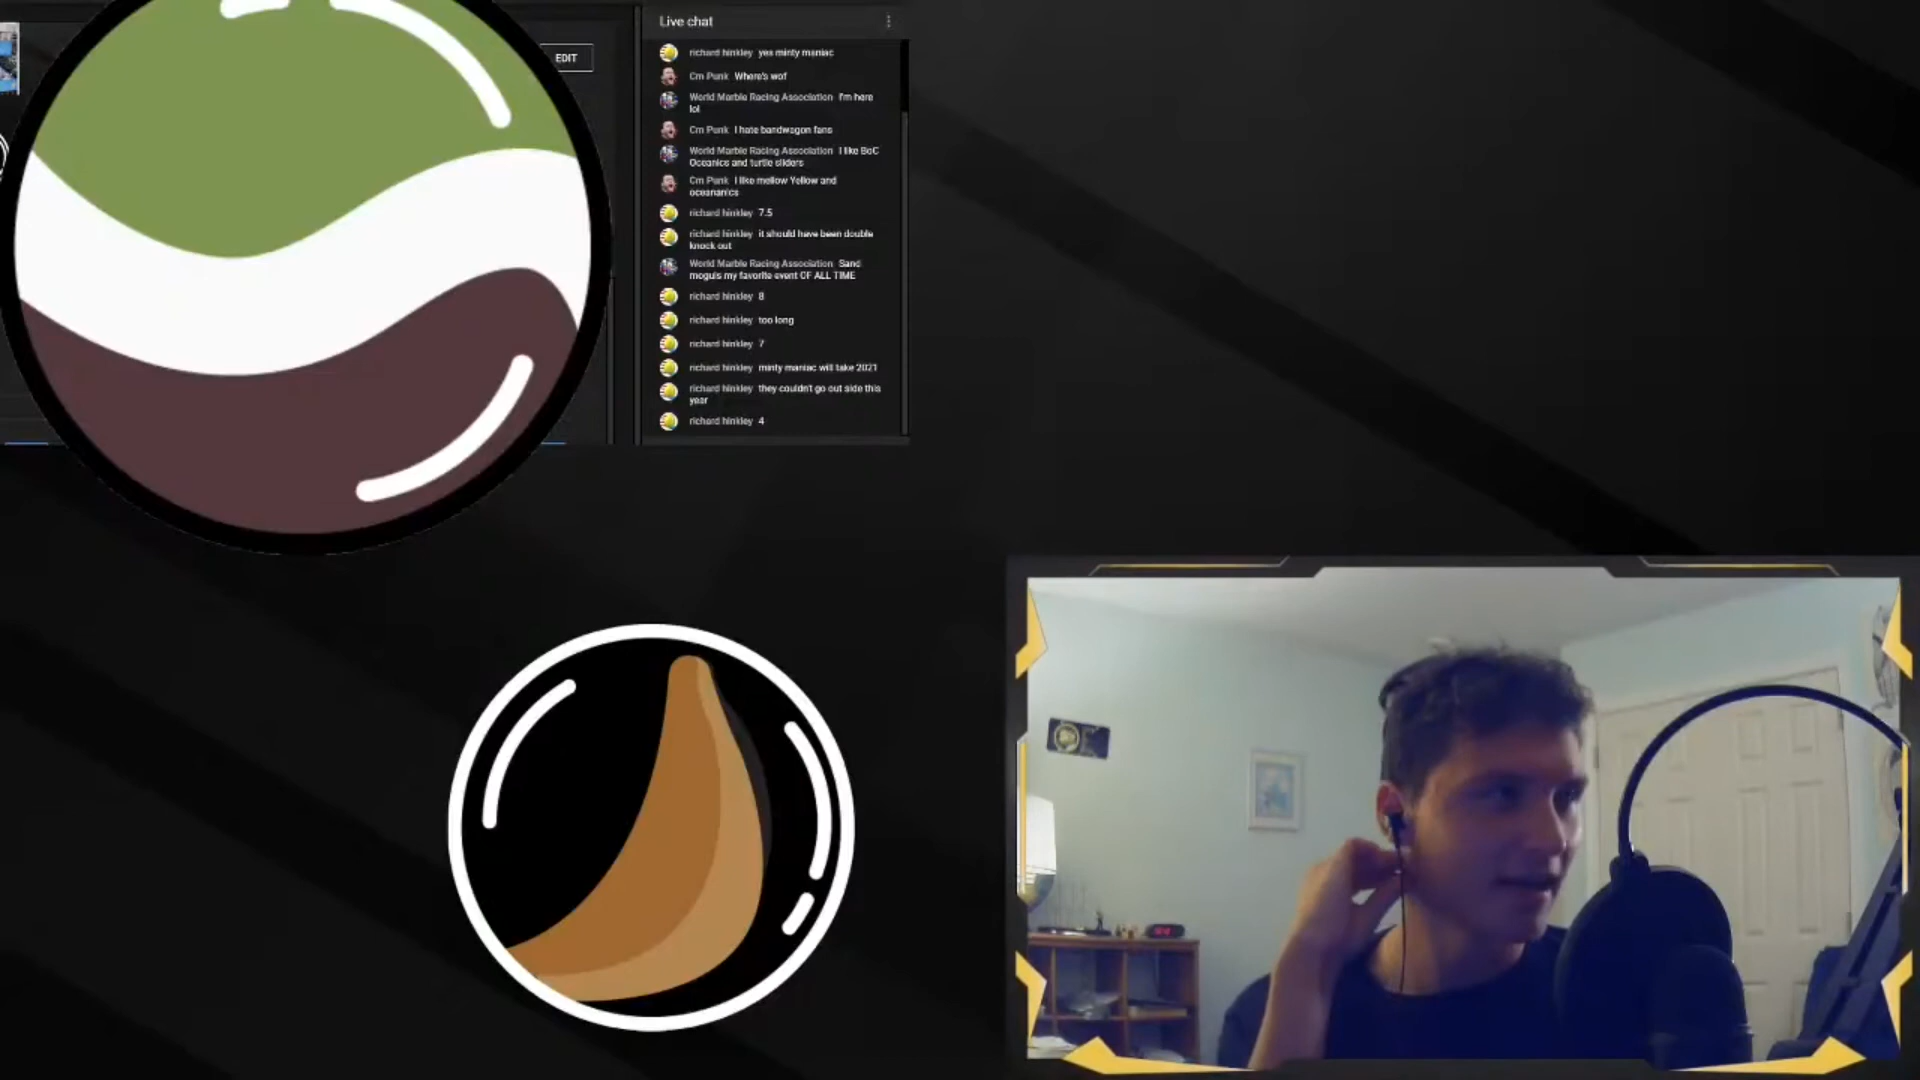 Live chat
EDIT
richard hinkley yes minty maniac
Cm Punk Where's wof
World Marble Racing Association I'm here
lol
Cm Punk I hate bandwagon fans
World Marble Racing Association I like BoC
Oceanics and turtle sliders
Cm Punk I like mellow Yellow and
oceananics
richard hinkley 7.5
richard hinkley it should have been double
knock out
World Marble Racing Association Sand
moguls my favorite event OF ALL TIME
richard hinkley 8
richard hinkley too long
richard hinkley 7
richard hinkley minty maniac will take 2021
richard hinkley they couldn't go out side this
year
richard hinkley 4